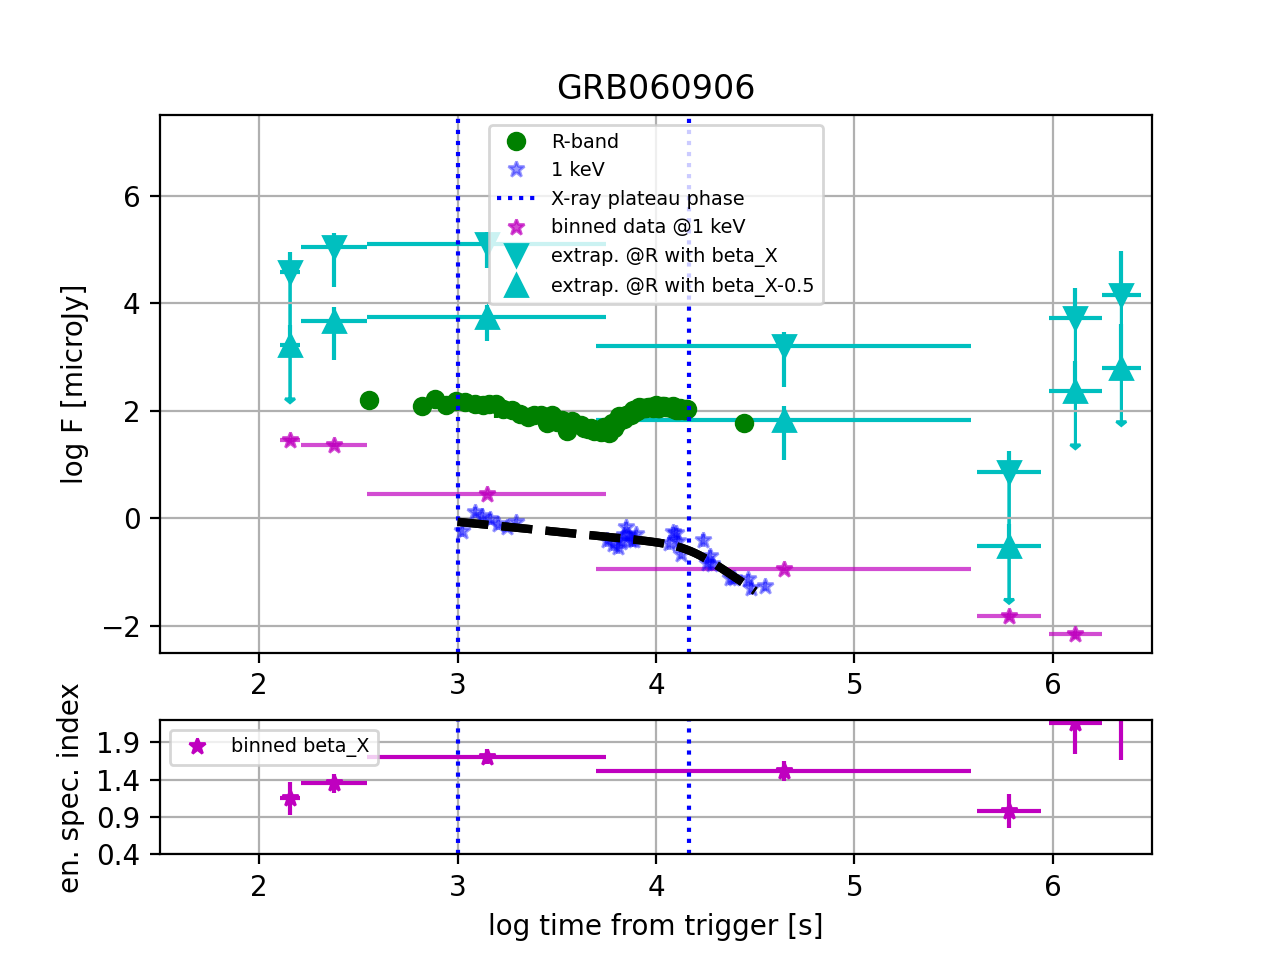 GRB060906
R-band
1 keV
X-ray plateau phase
binned data @1 keV
extrap. @R with beta_X
extrap. @R with beta_X-0.5
log F [microJy]
6
4
2
0
−2
2 3 4 5 6
binned beta_X
en. spec. index
1.9
1.4
0.9
0.4
2 3 4 5 6
log time from trigger [s]